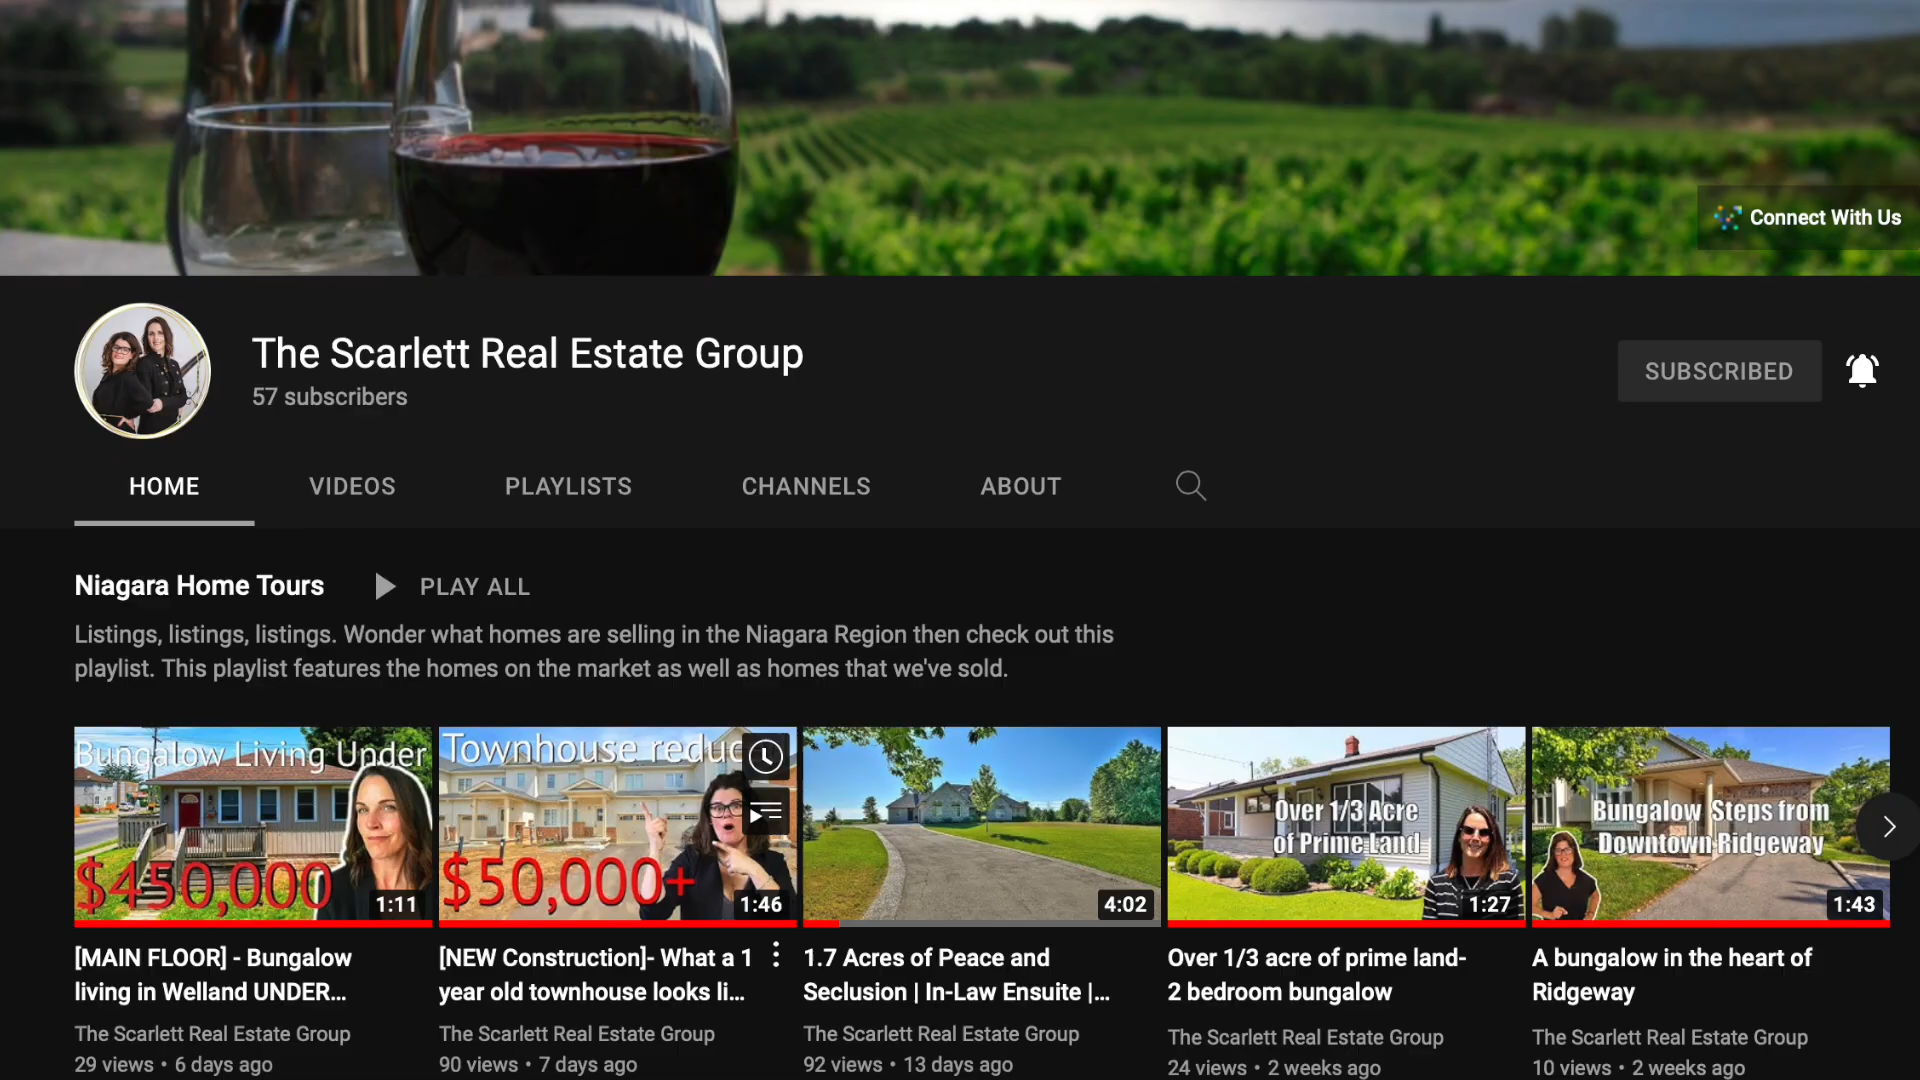 Connect With Us
The Scarlett Real Estate Group
57 subscribers
SUBSCRIBED
HOME VIDEOS PLAYLISTS CHANNELS ABOUT
Niagara Home Tours PLAY ALL
Listings, listings, listings. Wonder what homes are selling in the Niagara Region then check out this
playlist. This playlist features the homes on the market as well as homes that we've sold.
Bungalow Living Under
$450,000
1:11
Townhouse reduc
$50,000+
1:46
4:02
Over 1/3 Acre
of Prime Land
1:27
Bungalow Steps from
Downtown Ridgeway
1:43
[MAIN FLOOR] - Bungalow
living in Welland UNDER...
The Scarlett Real Estate Group
29 views • 6 days ago
[NEW Construction]- What a 1
year old townhouse looks li...
The Scarlett Real Estate Group
90 views • 7 days ago
1.7 Acres of Peace and
Seclusion | In-Law Ensuite |...
The Scarlett Real Estate Group
92 views • 13 days ago
Over 1/3 acre of prime land-
2 bedroom bungalow
The Scarlett Real Estate Group
24 views • 2 weeks ago
A bungalow in the heart of
Ridgeway
The Scarlett Real Estate Group
10 views • 2 weeks ago